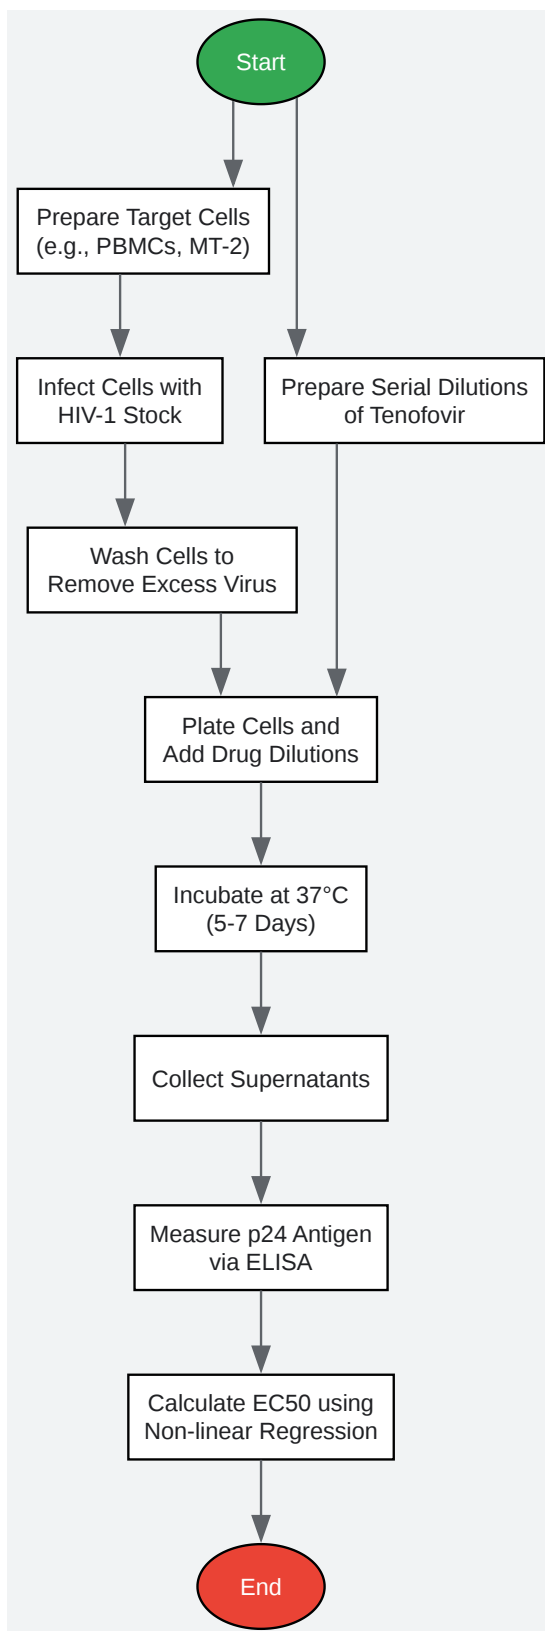 Start
Prepare Target Cells
(e.g., PBMCs, MT-2)
Infect Cells with
HIV-1 Stock
Prepare Serial Dilutions
of Tenofovir
Wash Cells to
Remove Excess Virus
Plate Cells and
Add Drug Dilutions
Incubate at 37°C
(5-7 Days)
Collect Supernatants
Measure p24 Antigen
via ELISA
Calculate EC50 using
Non-linear Regression
End